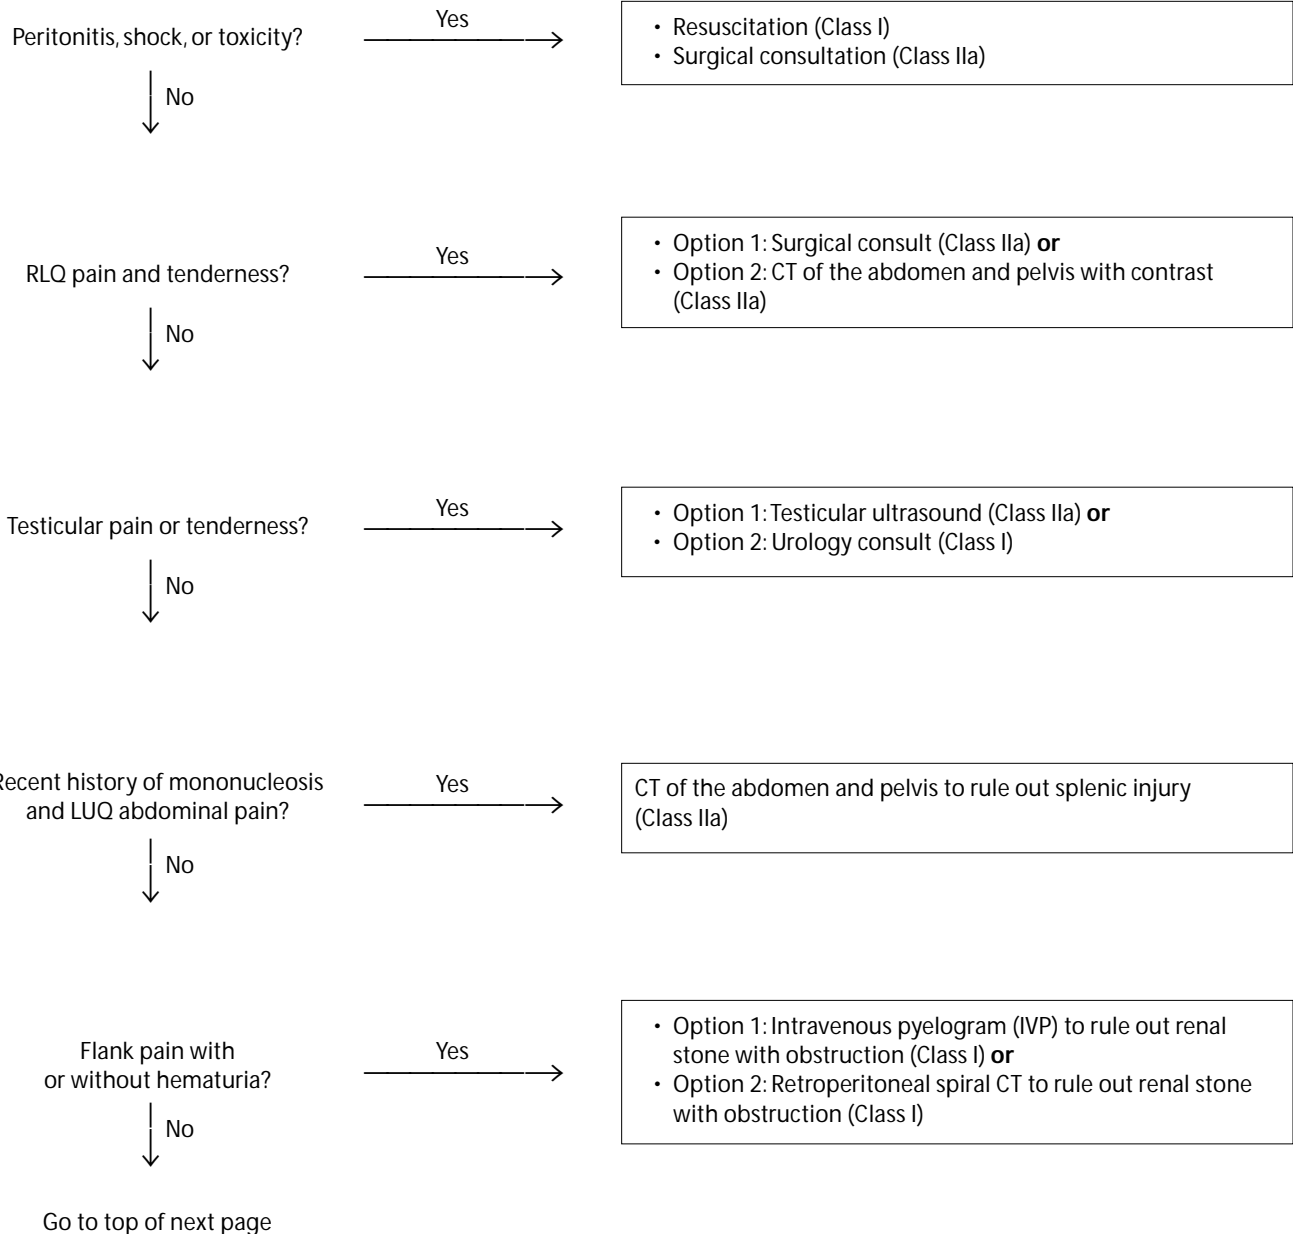 Peritonitis, shock, or toxicity?
Yes
• Resuscitation (Class I)
• Surgical consultation (Class IIa)
No
RLQ pain and tenderness?
Yes
• Option 1: Surgical consult (Class IIa) or
• Option 2: CT of the abdomen and pelvis with contrast
(Class IIa)
No
Testicular pain or tenderness?
Yes
• Option 1: Testicular ultrasound (Class IIa) or
• Option 2: Urology consult (Class I)
No
Recent history of mononucleosis
and LUQ abdominal pain?
Yes
CT of the abdomen and pelvis to rule out splenic injury
(Class IIa)
No
Flank pain with
or without hematuria?
Yes
• Option 1: Intravenous pyelogram (IVP) to rule out renal
stone with obstruction (Class I) or
• Option 2: Retroperitoneal spiral CT to rule out renal stone
with obstruction (Class I)
No
Go to top of next page